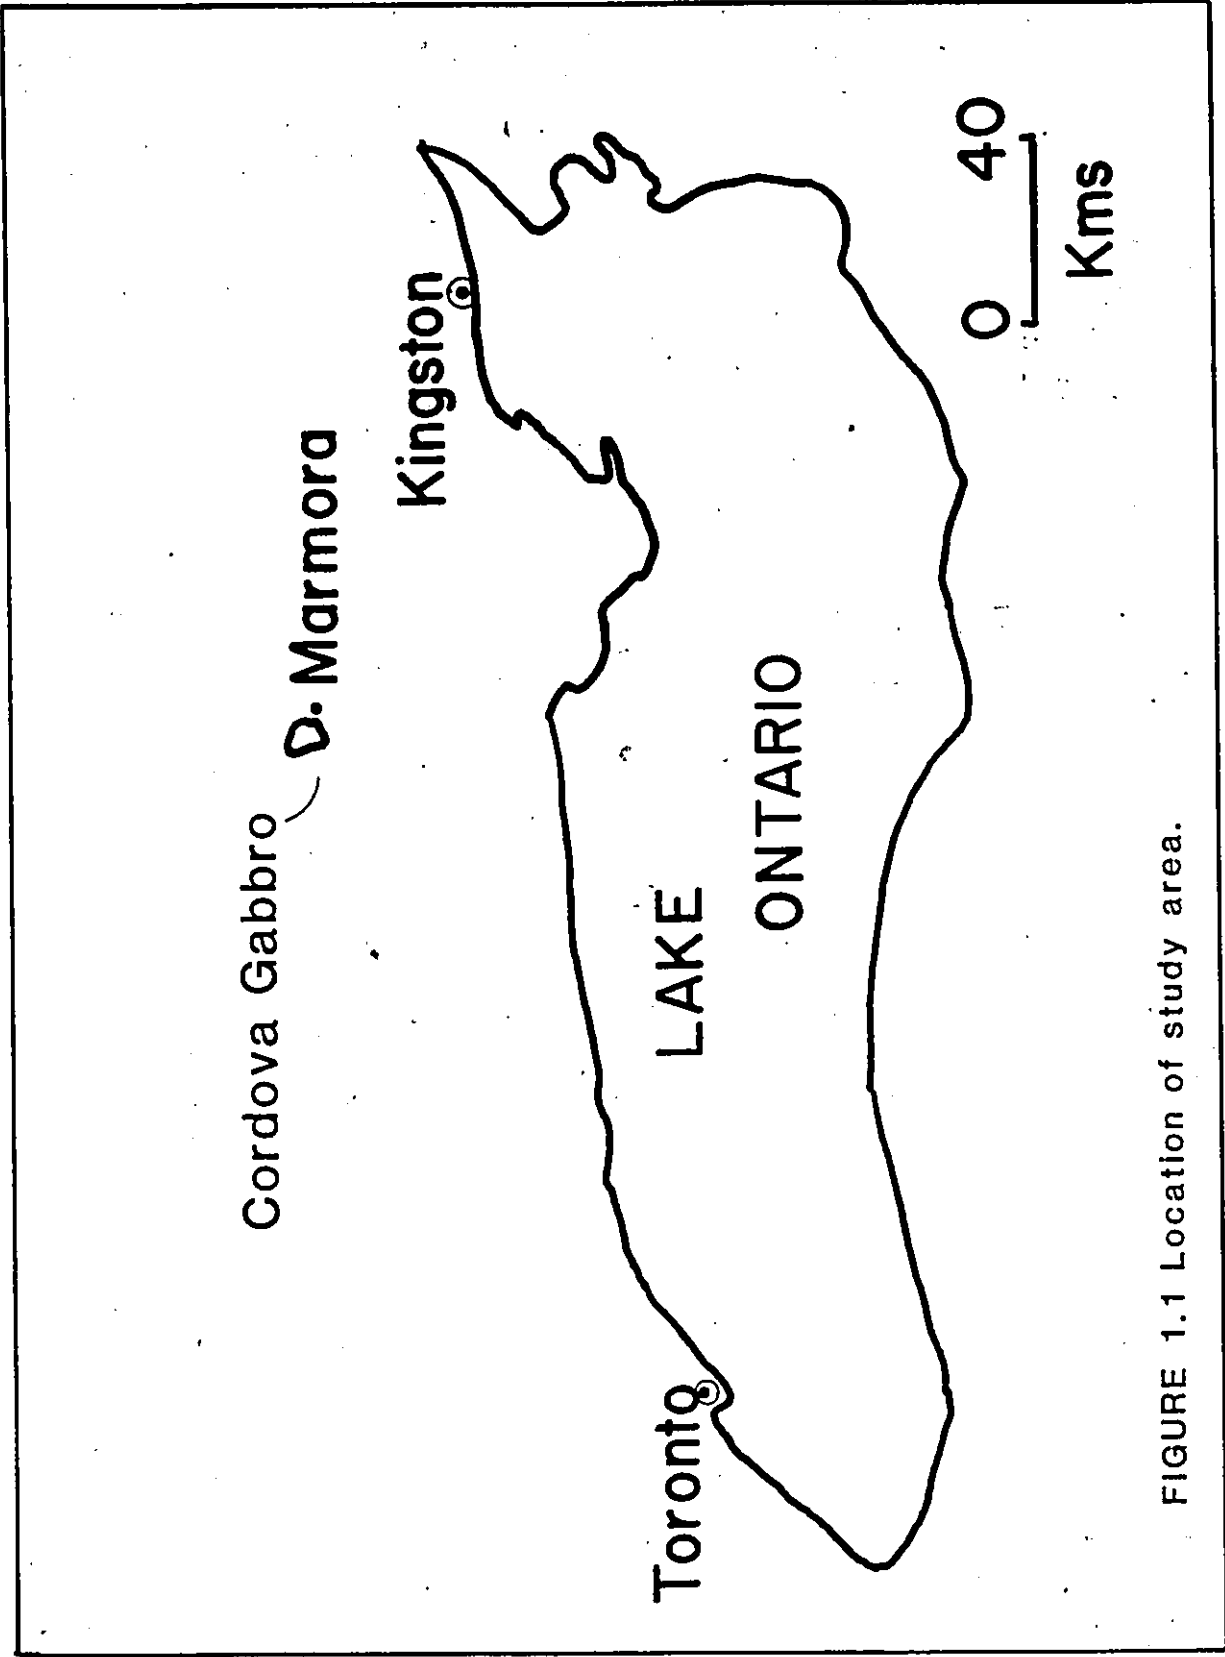 Cordova Gabbro
Marmora
Kingston
Toronto
LAKE
ONTARIO
0 40
Kms
FIGURE 1.1 Location of study area.